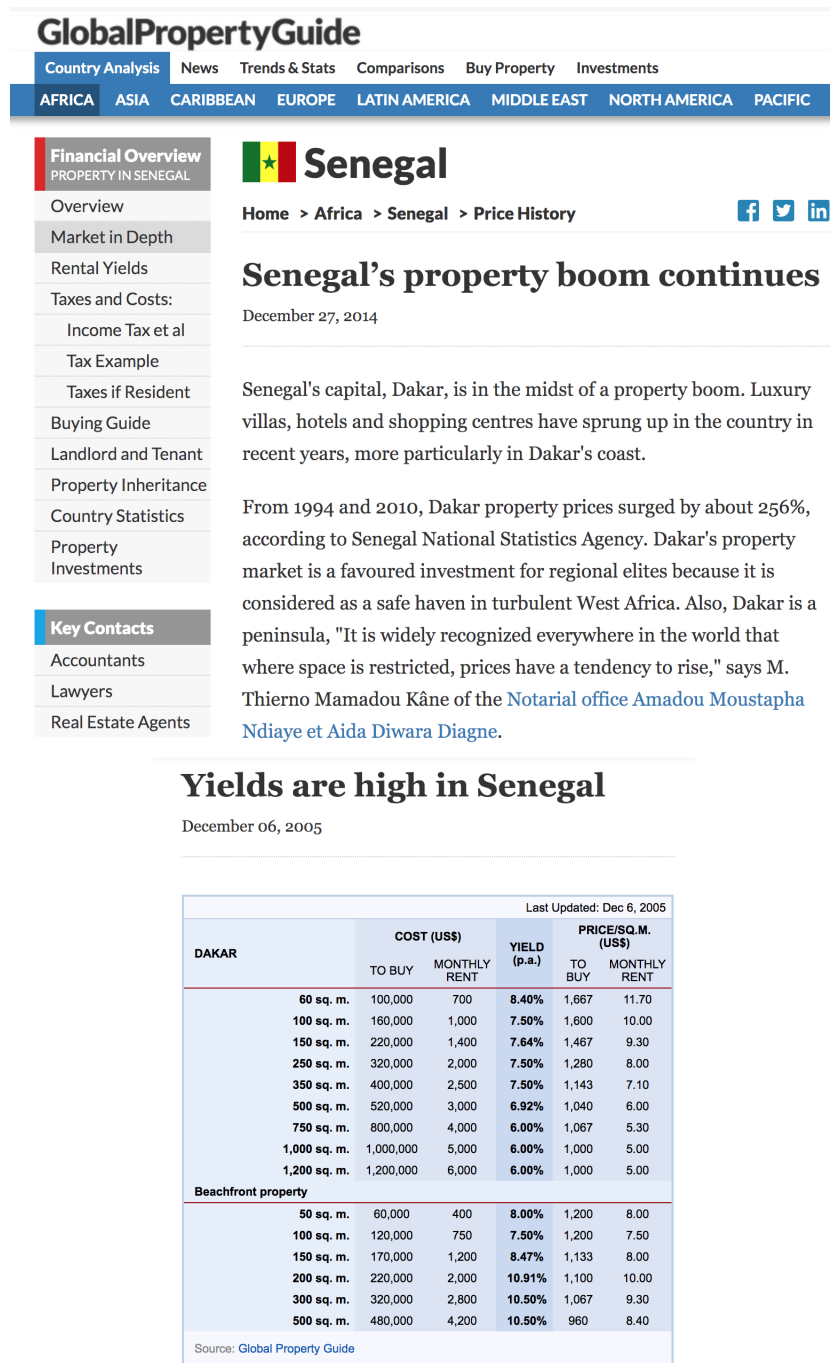 GlobalPropertyGuide
Country Analysis News Trends & Stats Comparisons Buy Property Investments
AFRICA ASIA CARIBBEAN EUROPE LATIN AMERICA MIDDLE EAST NORTH AMERICA PACIFIC
Financial Overview
PROPERTY IN SENEGAL
Overview
Market in Depth
Rental Yields
Taxes and Costs:
Income Tax et al
Tax Example
Taxes if Resident
Buying Guide
Landlord and Tenant
Property Inheritance
Country Statistics
Property
Investments
Key Contacts
Accountants
Lawyers
Real Estate Agents
Senegal
Home > Africa > Senegal > Price History
Senegal’s property boom continues
December 27, 2014
Senegal's capital, Dakar, is in the midst of a property boom. Luxury
villas, hotels and shopping centres have sprung up in the country in
recent years, more particularly in Dakar's coast.
From 1994 and 2010, Dakar property prices surged by about 256%,
according to Senegal National Statistics Agency. Dakar's property
market is a favoured investment for regional elites because it is
considered as a safe haven in turbulent West Africa. Also, Dakar is a
peninsula, "It is widely recognized everywhere in the world that
where space is restricted, prices have a tendency to rise," says M.
Thierno Mamadou Kâne of the Notarial office Amadou Moustapha
Ndiaye et Aida Diwara Diagne.
Yields are high in Senegal
December 06, 2005
Last Updated: Dec 6, 2005
DAKAR COST (US$) YIELD (p.a.) PRICE/SQ.M. (US$)
TO BUY MONTHLY RENT TO BUY MONTHLY RENT
60 sq. m. 100,000 700 8.40% 1,667 11.70
100 sq. m. 160,000 1,000 7.50% 1,600 10.00
150 sq. m. 220,000 1,400 7.64% 1,467 9.30
250 sq. m. 320,000 2,000 7.50% 1,280 8.00
350 sq. m. 400,000 2,500 7.50% 1,143 7.10
500 sq. m. 520,000 3,000 6.92% 1,040 6.00
750 sq. m. 800,000 4,000 6.00% 1,067 5.30
1,000 sq. m. 1,000,000 5,000 6.00% 1,000 5.00
1,200 sq. m. 1,200,000 6,000 6.00% 1,000 5.00
Beachfront property
50 sq. m. 60,000 400 8.00% 1,200 8.00
100 sq. m. 120,000 750 7.50% 1,200 7.50
150 sq. m. 170,000 1,200 8.47% 1,133 8.00
200 sq. m. 220,000 2,000 10.91% 1,100 10.00
300 sq. m. 320,000 2,800 10.50% 1,067 9.30
500 sq. m. 480,000 4,200 10.50% 960 8.40
Source: Global Property Guide